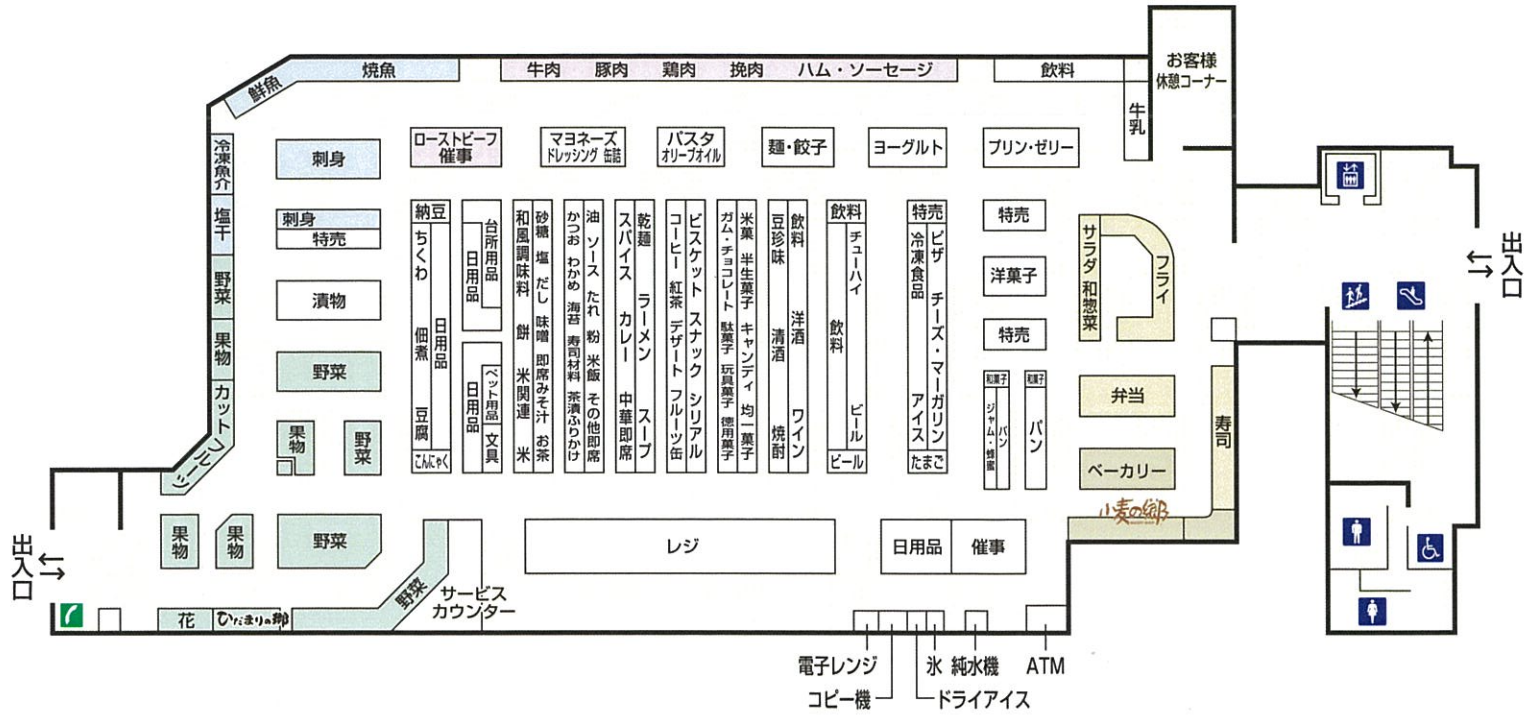 鮮魚
焼魚
牛肉 豚肉 鶏肉 挽肉 ハム・ソーセージ
飲料
牛乳
お客様
休憩コーナー
冷凍魚介
塩干
野菜
果物
カットフルーツ
刺身
刺身
特売
漬物
野菜
果物
野菜
果物
果物
野菜
花
ひだまりの郷
野菜
サービス
カウンター
ローストビーフ
催事
マヨネーズ
ドレッシング 缶詰
パスタ
オリーブオイル
麺・餃子
ヨーグルト
プリン・ゼリー
納豆
ちくわ 佃煮 豆腐
日用品
こんにゃく
台所用品
日用品
日用品
ペット用品
文具
和風調味料 餅 米関連 米
砂糖 塩 だし 味噌 即席みそ汁 お茶
かつお わかめ 海苔 寿司材料 茶漬ふりかけ
油 ソース たれ 粉 米飯 その他即席
スパイス カレー 中華即席
乾麺 ラーメン スープ
コーヒー 紅茶 デザート フルーツ缶
ビスケット スナック シリアル
ガム・チョコレート 駄菓子 玩具菓子 徳用菓子
米菓 半生菓子 キャンディ 均一菓子
豆珍味 清酒 焼酎
飲料 洋酒 ワイン
飲料
飲料
チューハイ ビール
ビール
特売
冷凍食品 アイス
ピザ チーズ・マーガリン
たまご
特売
洋菓子
特売
和菓子
ジャム・蜂蜜
パン
和菓子
パン
サラダ 和惣菜
フライ
弁当
ベーカリー
寿司
小麦の郷
レジ
日用品
催事
電子レンジ
コピー機
ドライアイス
氷
純水機
ATM
出入口
出入口